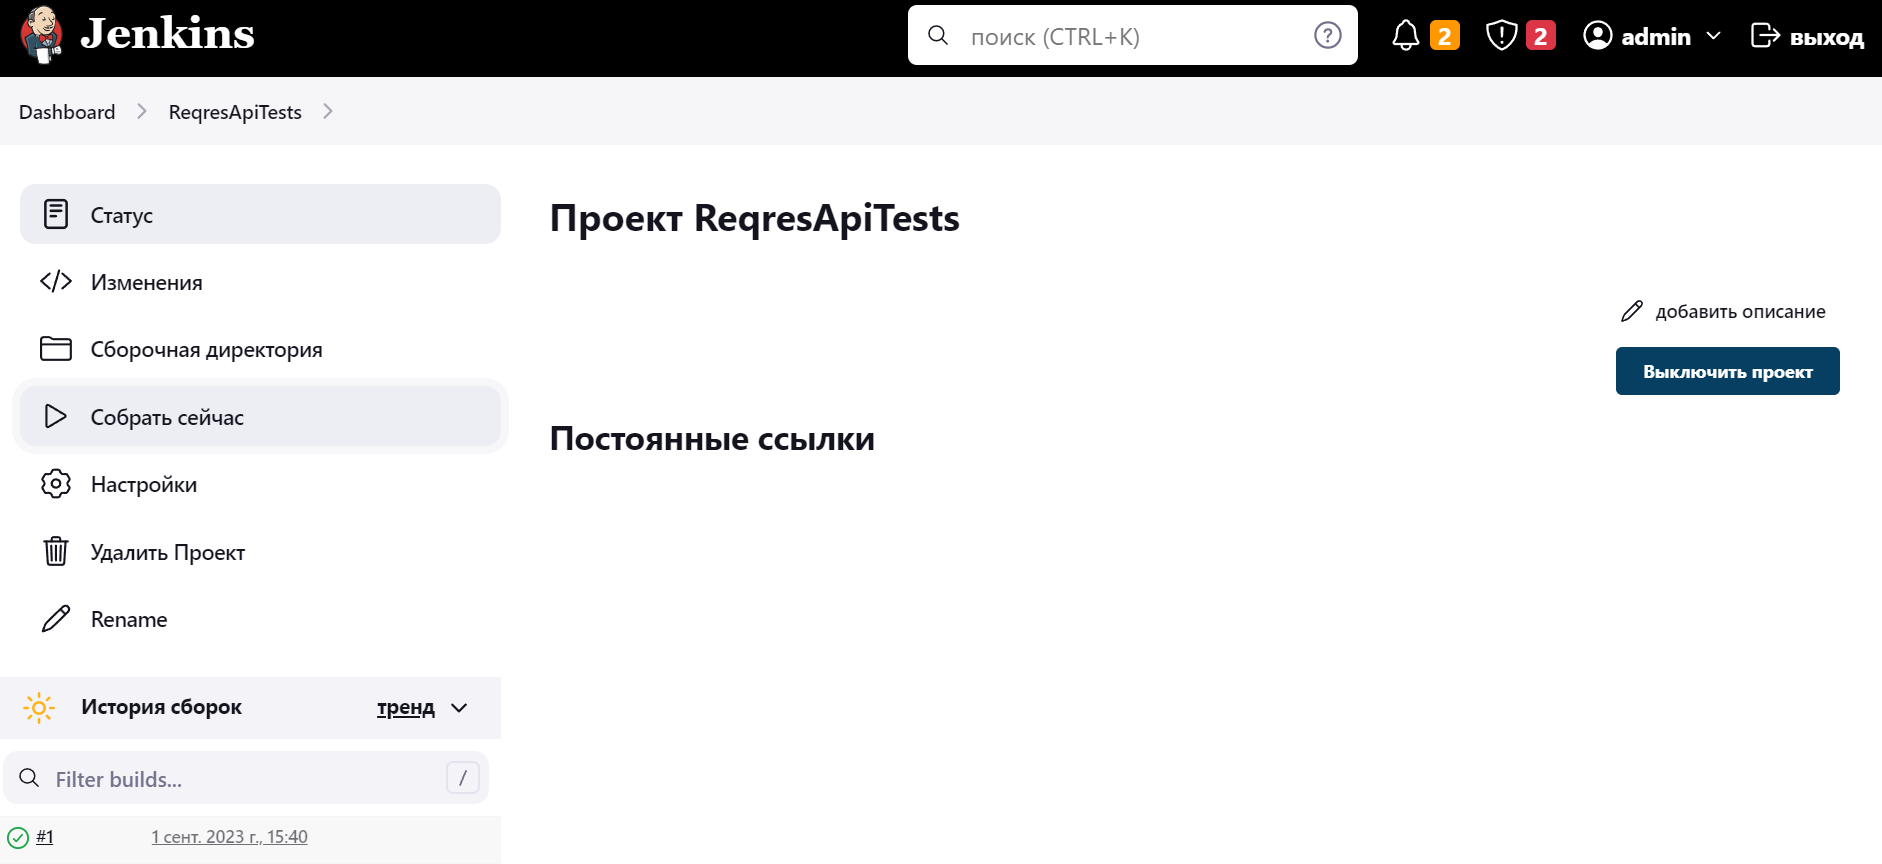 Jenkins
поиск (CTRL+K)
2
2
admin
выход
Dashboard
ReqresApiTests
Статус
Изменения
Сборочная директория
Собрать сейчас
Настройки
Удалить Проект
Rename
История сборок
тренд
Filter builds...
/
#1
1 сент. 2023 г., 15:40
Проект ReqresApiTests
добавить описание
Выключить проект
Постоянные ссылки